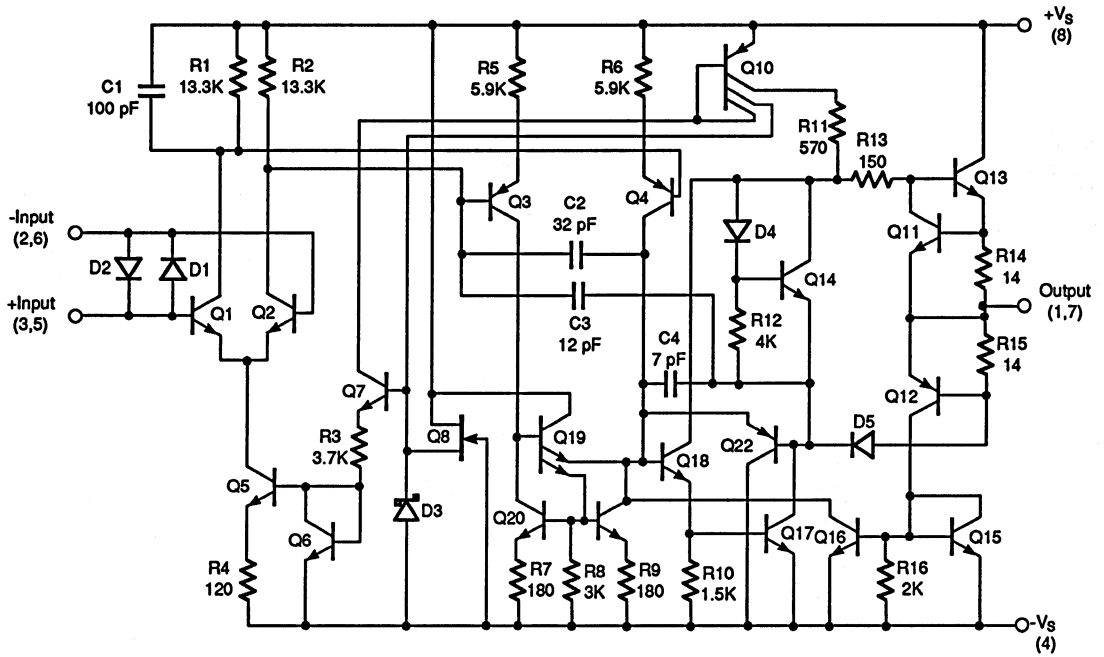 +VS
(8)
C1
100 pF
R1
13.3K
R2
13.3K
R5
5.9K
R6
5.9K
Q10
R11
570
R13
150
Q13
-Input
(2,6)
D2
D1
+Input
(3,5)
Q1
Q2
Q3
Q4
C2
32 pF
C3
12 pF
D4
Q14
Q11
R14
14
Output
(1,7)
R12
4K
C4
7 pF
R15
14
Q7
Q12
R3
3.7K
Q8
Q19
Q18
Q22
D5
Q5
Q6
D3
Q20
Q17
Q16
Q15
R4
120
R7
180
R8
3K
R9
180
R10
1.5K
R16
2K
-VS
(4)